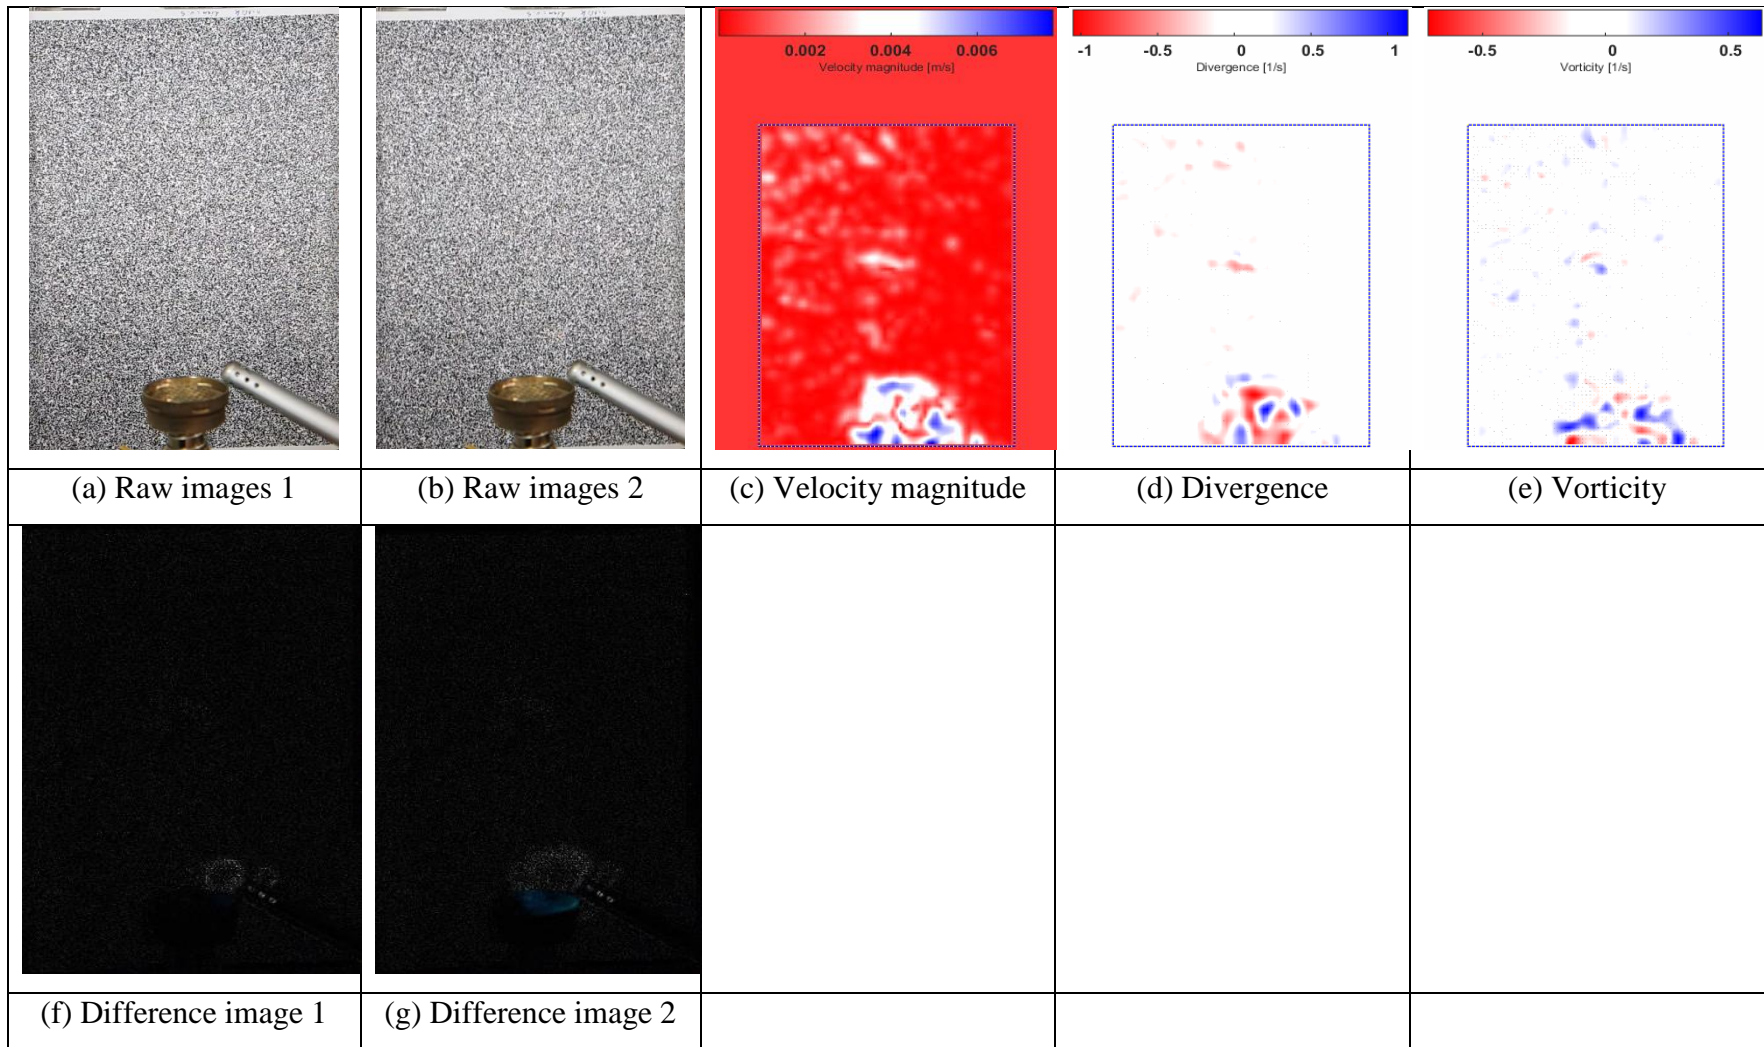 0.002 0.004 0.006
Velocity magnitude [m/s]
-1 -0.5 0 0.5 1
Divergence [1/s]
-0.5 0 0.5
Vorticity [1/s]
(a) Raw images 1
(b) Raw images 2
(c) Velocity magnitude
(d) Divergence
(e) Vorticity
(f) Difference image 1
(g) Difference image 2